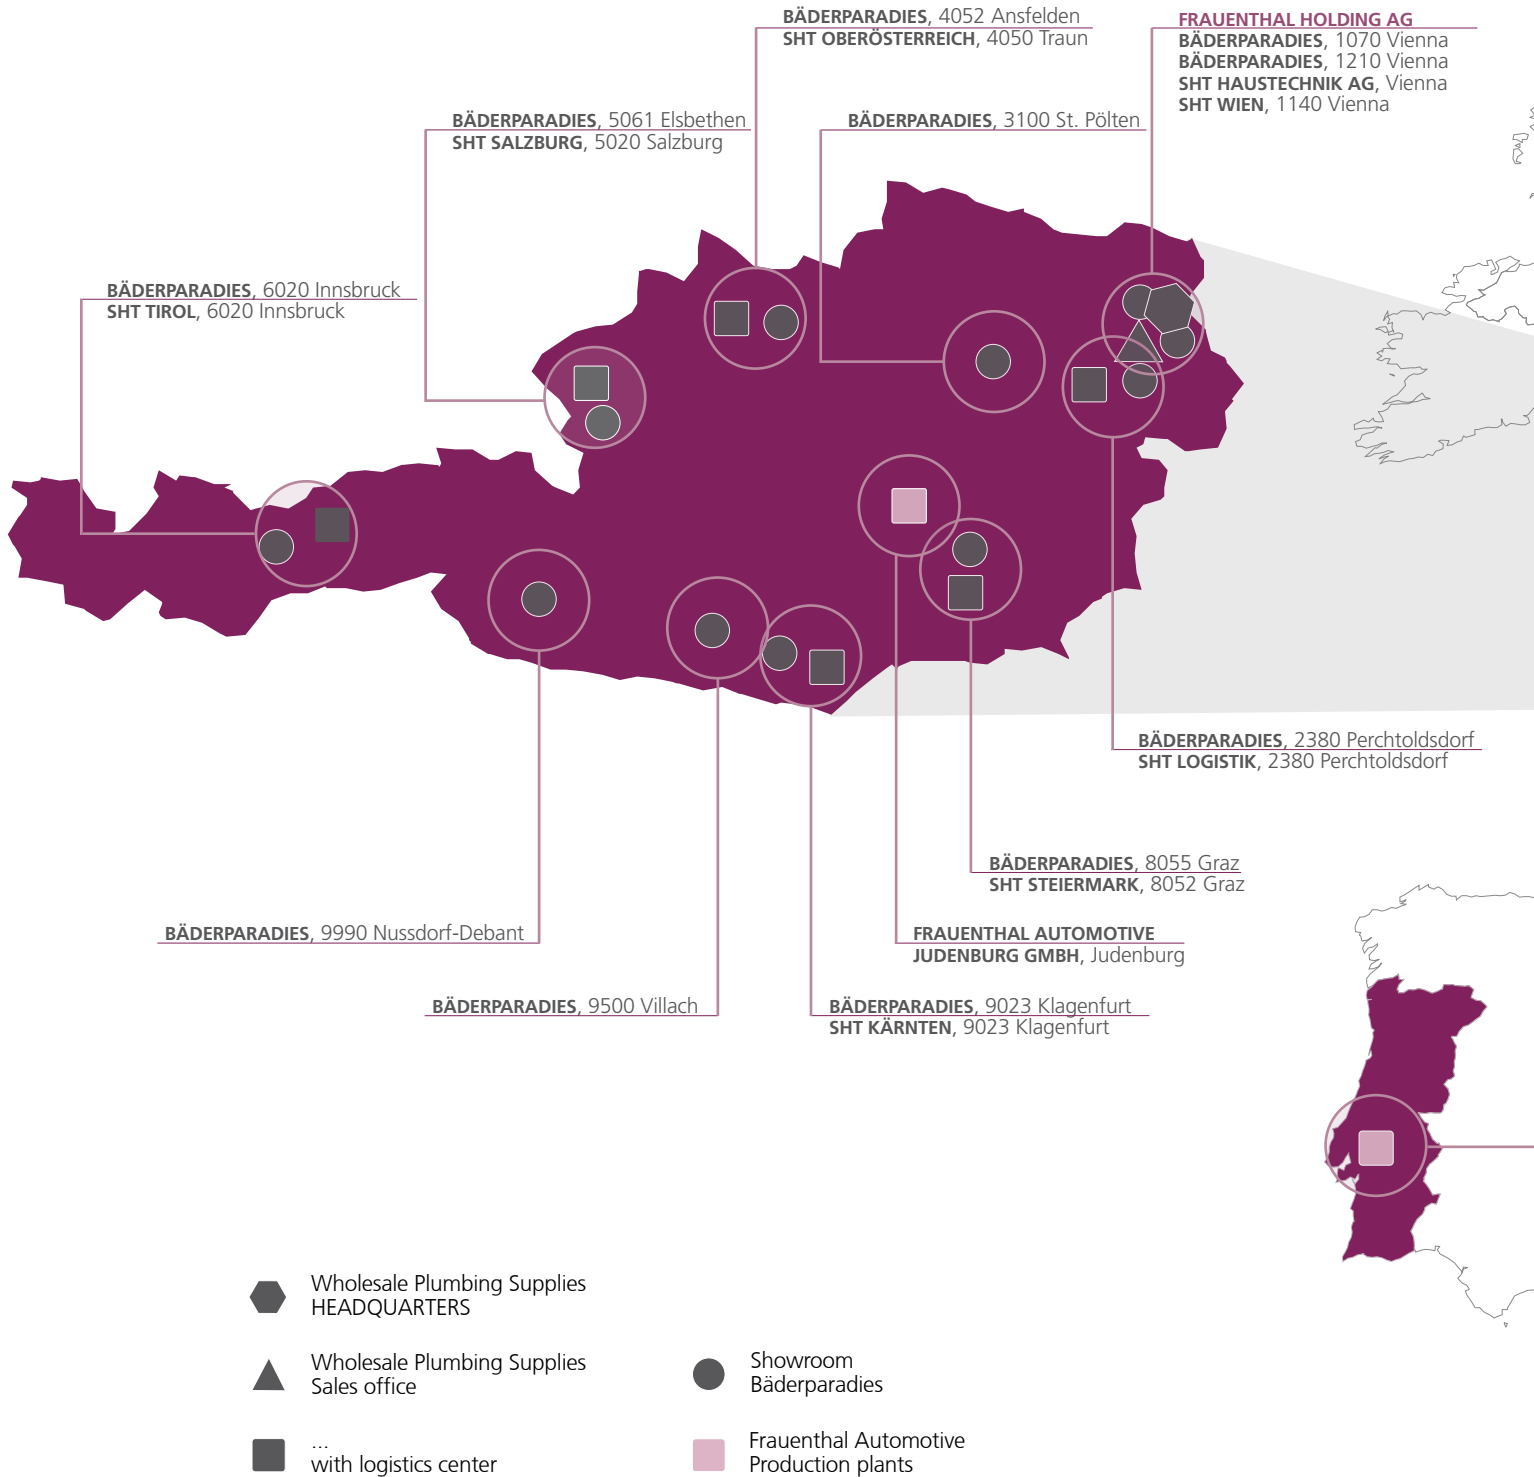 BÄDERPARADIES, 4052 Ansfelden
SHT OBERÖSTERREICH, 4050 Traun
FRAUENTHAL HOLDING AG
BÄDERPARADIES, 1070 Vienna
BÄDERPARADIES, 1210 Vienna
SHT HAUSTECHNIK AG, Vienna
SHT WIEN, 1140 Vienna
BÄDERPARADIES, 5061 Elsbethen
SHT SALZBURG, 5020 Salzburg
BÄDERPARADIES, 3100 St. Pölten
BÄDERPARADIES, 6020 Innsbruck
SHT TIROL, 6020 Innsbruck
BÄDERPARADIES, 2380 Perchtoldsdorf
SHT LOGISTIK, 2380 Perchtoldsdorf
BÄDERPARADIES, 8055 Graz
SHT STEIERMARK, 8052 Graz
BÄDERPARADIES, 9990 Nussdorf-Debant
FRAUENTHAL AUTOMOTIVE
JUDENBURG GMBH, Judenburg
BÄDERPARADIES, 9500 Villach
BÄDERPARADIES, 9023 Klagenfurt
SHT KÄRNTEN, 9023 Klagenfurt
Wholesale Plumbing Supplies
HEADQUARTERS
Wholesale Plumbing Supplies
Sales office
...
with logistics center
Showroom
Bäderparadies
Frauenthal Automotive
Production plants